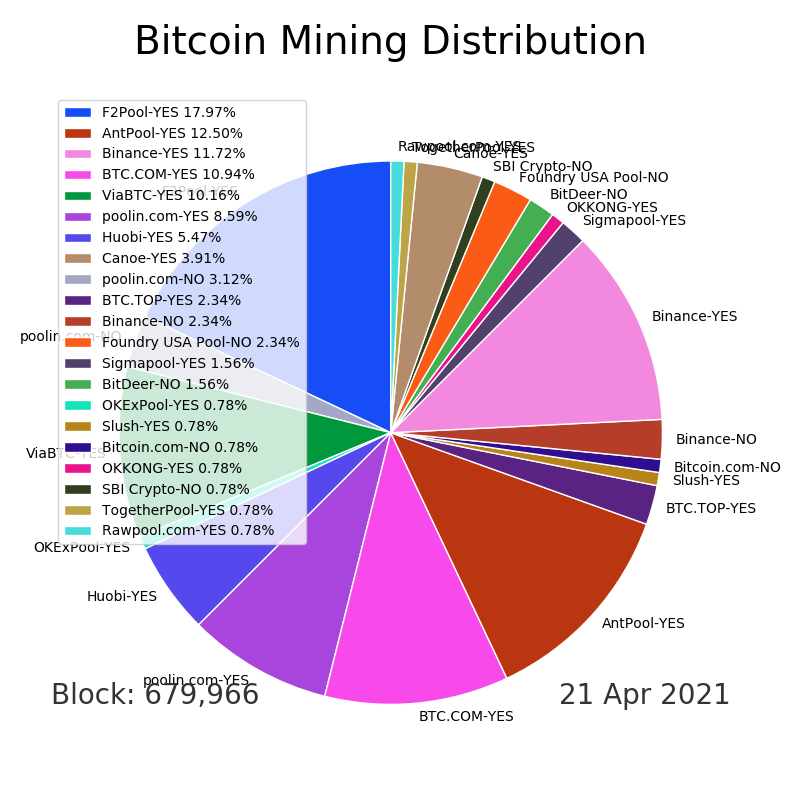 Bitcoin Mining Distribution
F2Pool-YES 17.97%
AntPool-YES 12.50%
Binance-YES 11.72%
BTC.COM-YES 10.94%
ViaBTC-YES 10.16%
poolin.com-YES 8.59%
Huobi-YES 5.47%
Canoe-YES 3.91%
poolin.com-NO 3.12%
BTC.TOP-YES 2.34%
Binance-NO 2.34%
Foundry USA Pool-NO 2.34%
Sigmapool-YES 1.56%
BitDeer-NO 1.56%
OKExPool-YES 0.78%
Slush-YES 0.78%
Bitcoin.com-NO 0.78%
OKKONG-YES 0.78%
SBI Crypto-NO 0.78%
TogetherPool-YES 0.78%
Rawpool.com-YES 0.78%
Rawpool.com-YES
TogetherPool-YES
Canoe-YES
SBI Crypto-NO
Foundry USA Pool-NO
BitDeer-NO
OKKONG-YES
Sigmapool-YES
Binance-YES
Binance-NO
Bitcoin.com-NO
Slush-YES
BTC.TOP-YES
AntPool-YES
BTC.COM-YES
poolin.com-YES
Huobi-YES
OKExPool-YES
ViaBTC-YES
poolin.com-NO
F2Pool-YES
Block: 679,966
21 Apr 2021